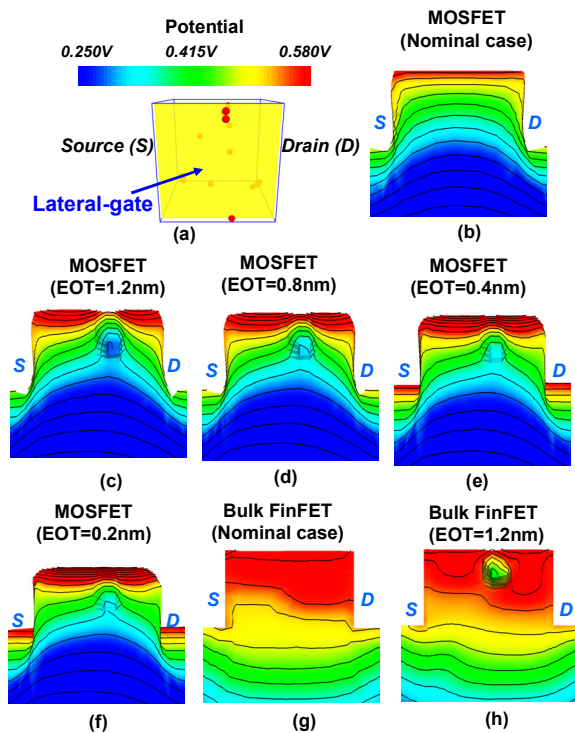 Potential
0.250V 0.415V 0.580V
Source (S) Drain (D)
Lateral-gate
(a)
MOSFET
(Nominal case)
S D
(b)
MOSFET
(EOT=1.2nm)
S D
(c)
MOSFET
(EOT=0.8nm)
S D
(d)
MOSFET
(EOT=0.4nm)
S D
(e)
MOSFET
(EOT=0.2nm)
S D
(f)
Bulk FinFET
(Nominal case)
S D
(g)
Bulk FinFET
(EOT=1.2nm)
S D
(h)